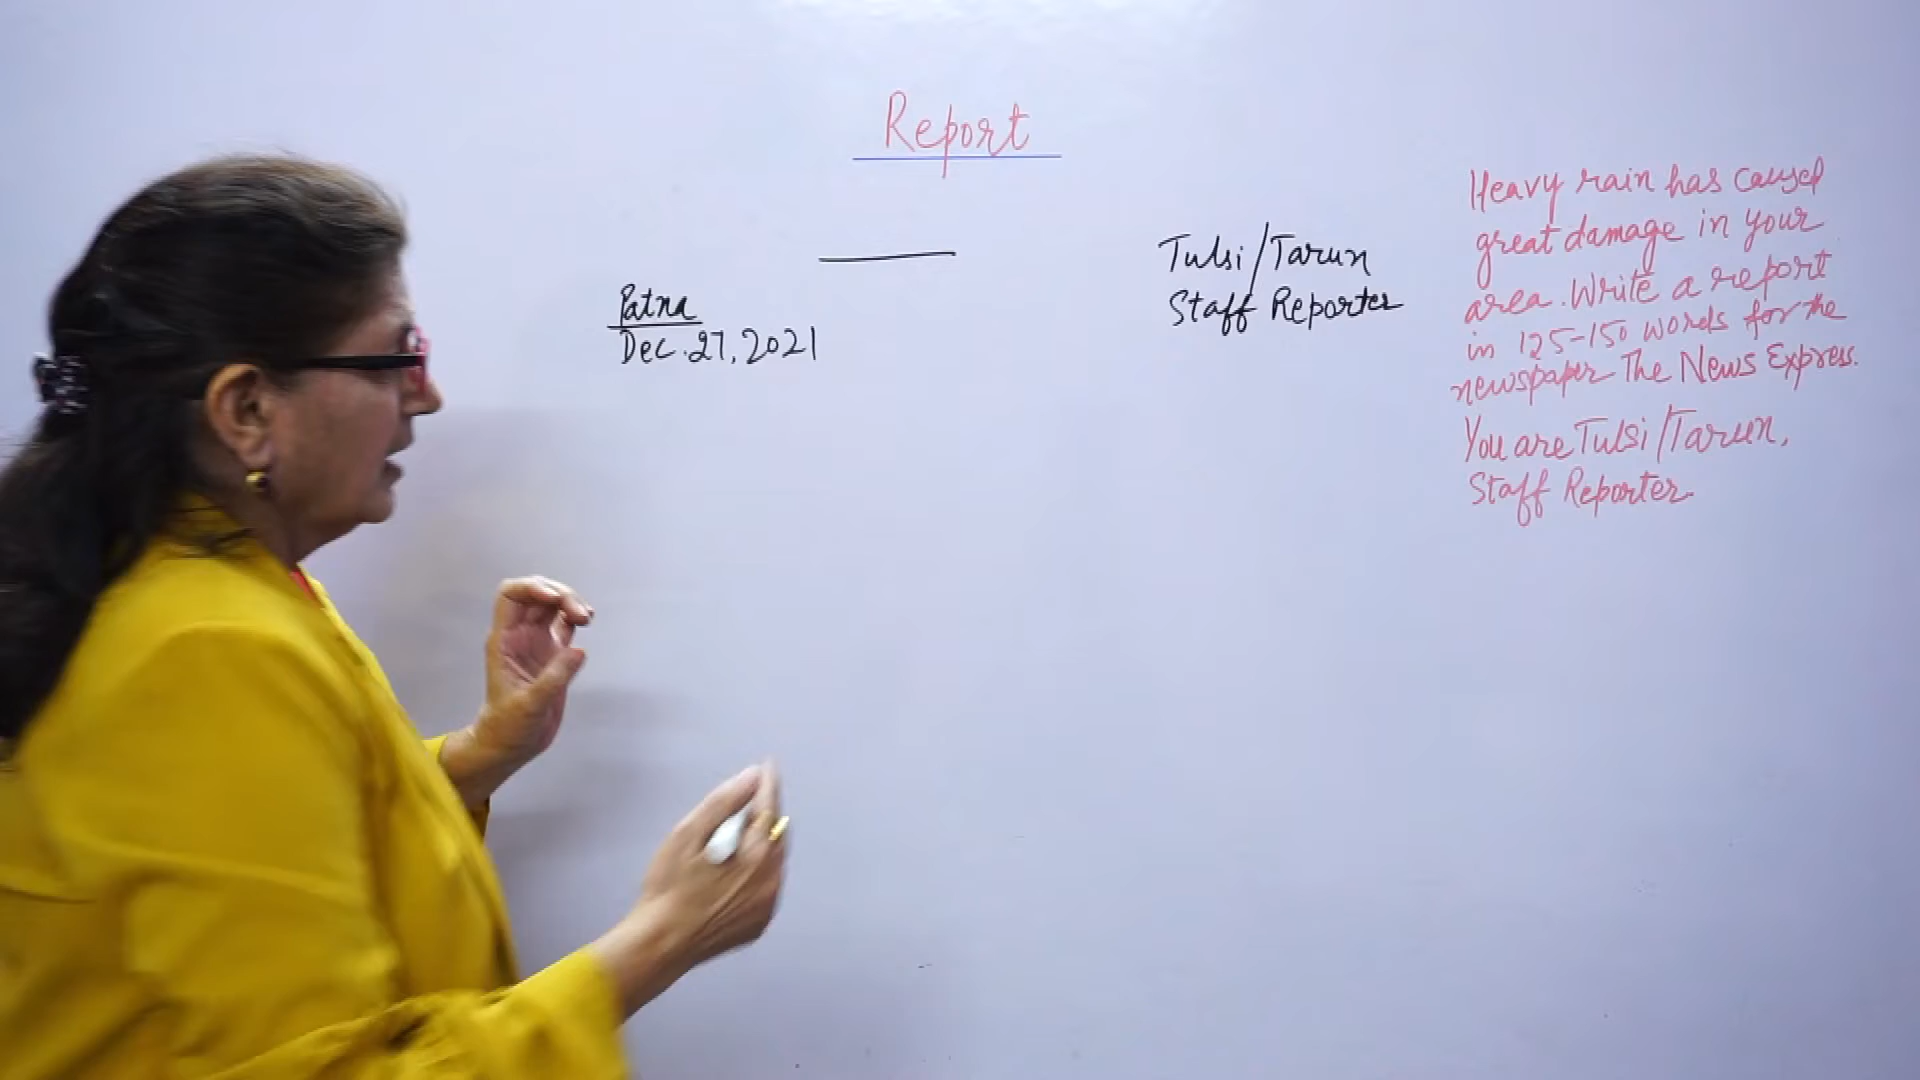 Report
Tulsi/Tarun
Staff Reporter
Patna
Dec. 27, 2021
Heavy rain has caused
great damage in your
area. Write a report
in 125-150 words for the
newspaper The News Express.
You are Tulsi/Tarun,
Staff Reporter.